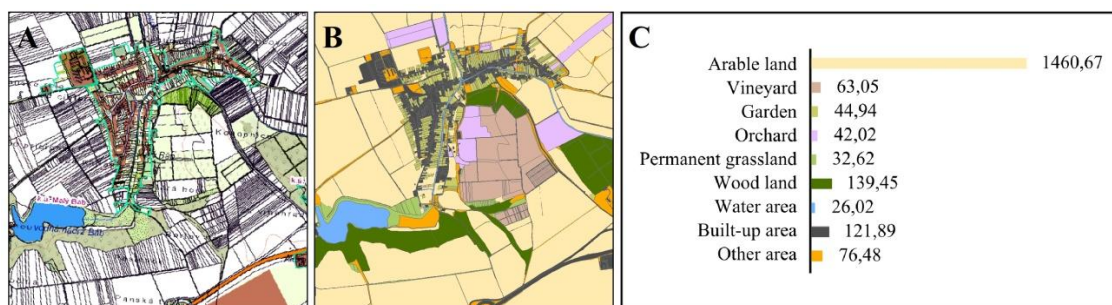 A
B
C
Arable land 1460,67
Vineyard 63,05
Garden 44,94
Orchard 42,02
Permanent grassland 32,62
Wood land 139,45
Water area 26,02
Built-up area 121,89
Other area 76,48